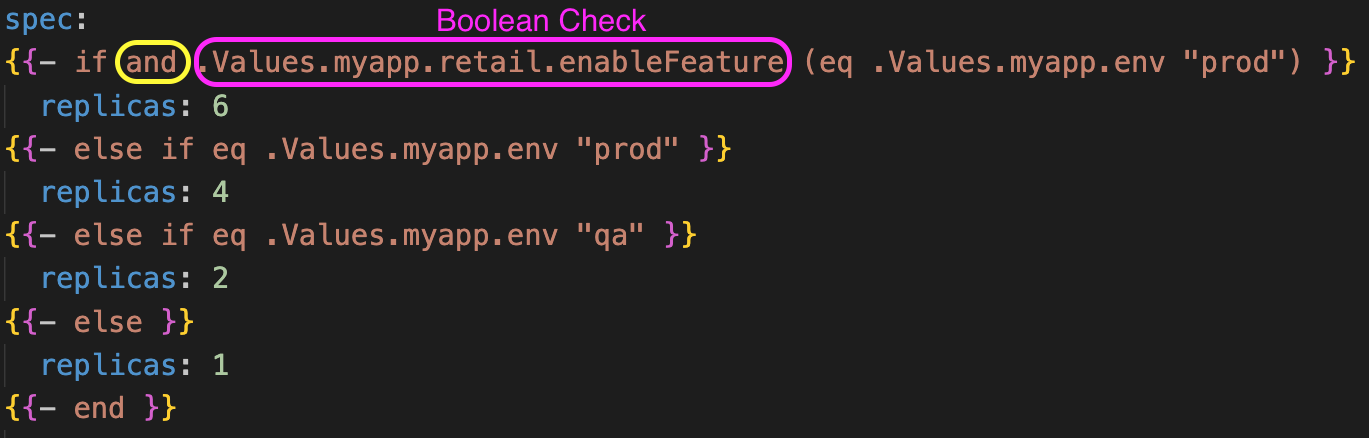 Boolean Check
spec:
{{- if and .Values.myapp.retail.enableFeature (eq .Values.myapp.env "prod") }}
  replicas: 6
{{- else if eq .Values.myapp.env "prod" }}
  replicas: 4
{{- else if eq .Values.myapp.env "qa" }}
  replicas: 2
{{- else }}
  replicas: 1
{{- end }}